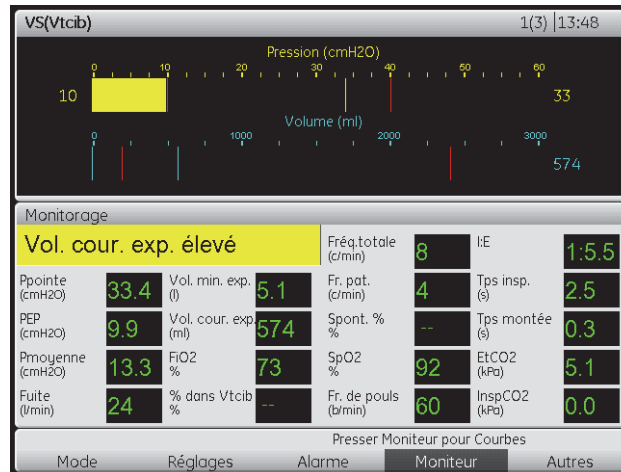 VS(Vtcib) 1(3) 13:48
Pression (cmH2O)
0 10 20 30 40 50 60
10 33
Volume (ml)
0 1000 2000 3000
574
Monitorage
Vol. cour. exp. élevé
Fréq.totale (c/min) 8
I:E 1:5.5
Ppointe (cmH2O) 33.4
Vol. min. exp. (l) 5.1
Fr. pat. (c/min) 4
Tps insp. (s) 2.5
PEP (cmH2O) 9.9
Vol. cour. exp. (ml) 574
Spont. % % --
Tps montée (s) 0.3
Pmoyenne (cmH2O) 13.3
FiO2 % 73
SpO2 % 92
EtCO2 (kPa) 5.1
Fuite (l/min) 24
% dans Vtcib % --
Fr. de pouls (b/min) 60
InspCO2 (kPa) 0.0
Presser Moniteur pour Courbes
Mode Réglages Alarme Moniteur Autres